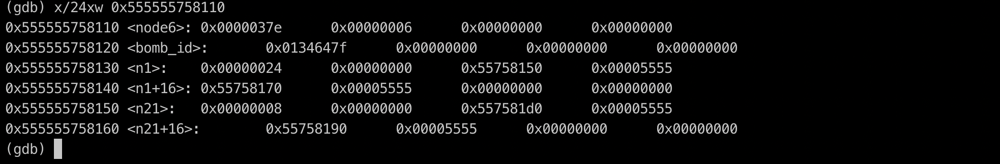 (gdb) x/24xw 0x555555758110
0x555555758110 <node6>: 0x0000037e 0x00000006 0x00000000 0x00000000
0x555555758120 <bomb_id>: 0x0134647f 0x00000000 0x00000000 0x00000000
0x555555758130 <n1>: 0x00000024 0x00000000 0x55758150 0x00005555
0x555555758140 <n1+16>: 0x55758170 0x00005555 0x00000000 0x00000000
0x555555758150 <n21>: 0x00000008 0x00000000 0x557581d0 0x00005555
0x555555758160 <n21+16>: 0x55758190 0x00005555 0x00000000 0x00000000
(gdb)